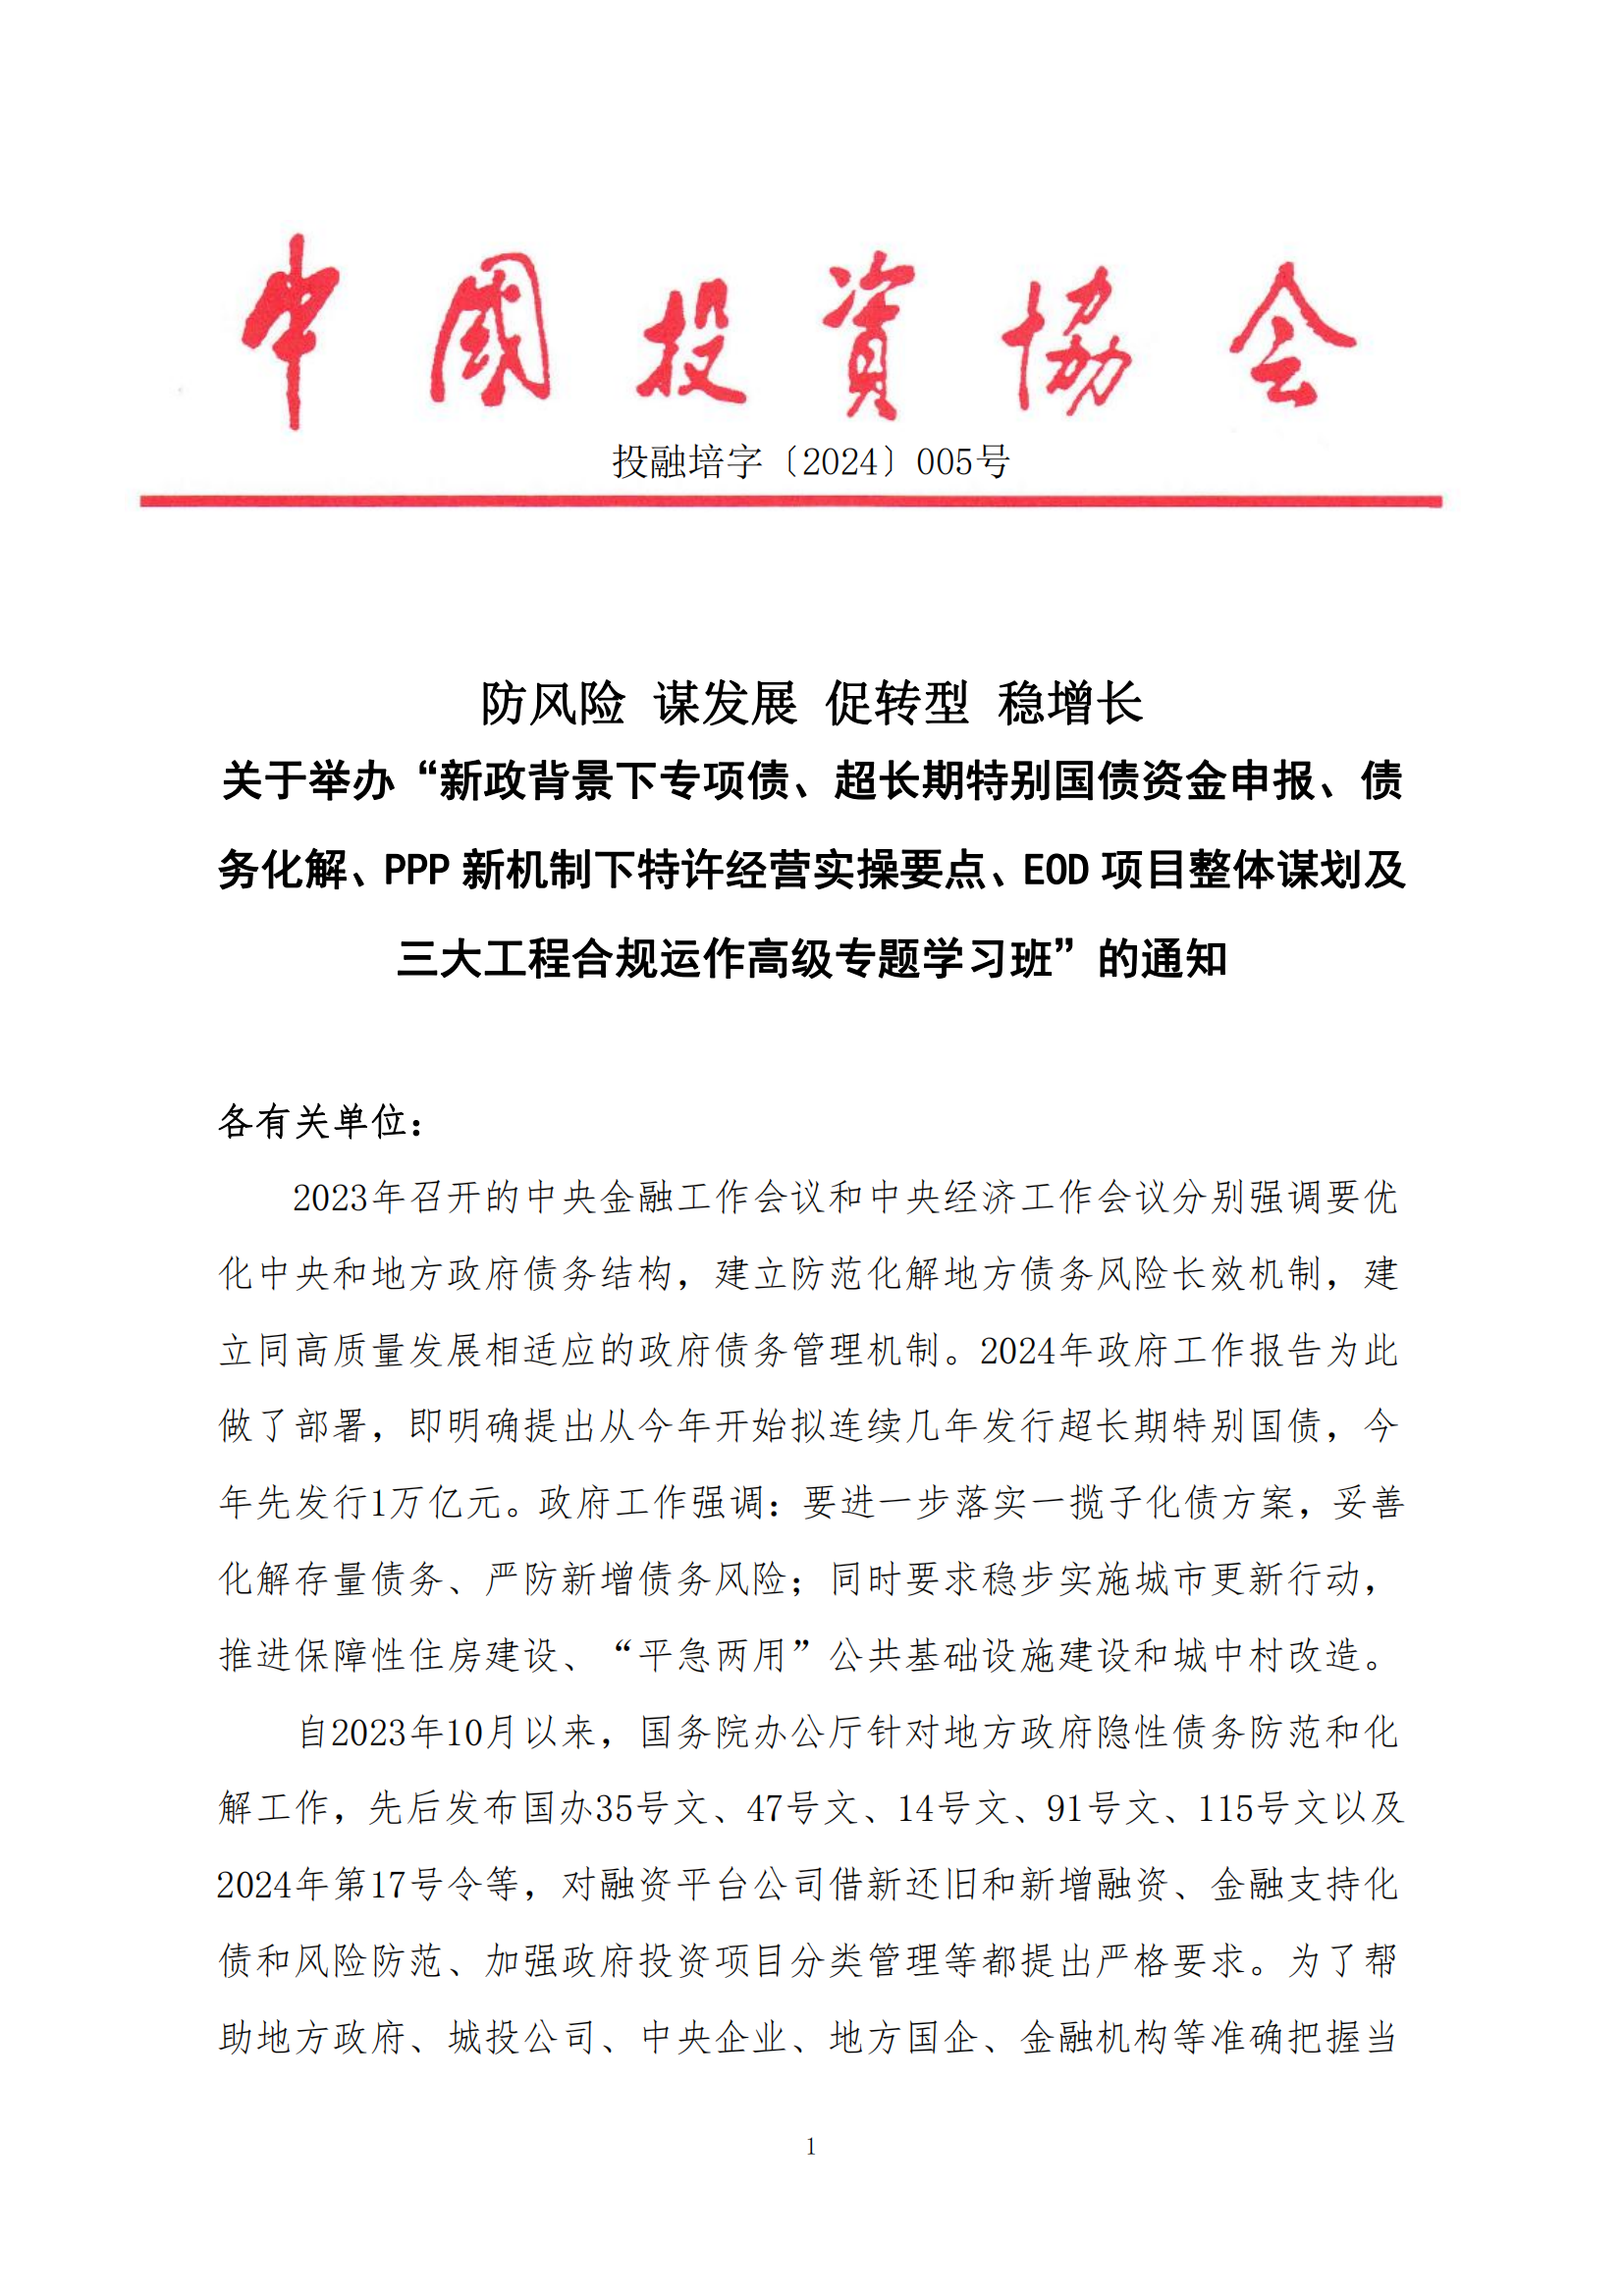 中國投資協会
投融培字〔2024〕005号
防风险 谋发展 促转型 稳增长
关于举办“新政背景下专项债、超长期特别国债资金申报、债
务化解、PPP 新机制下特许经营实操要点、EOD 项目整体谋划及
三大工程合规运作高级专题学习班”的通知
各有关单位：
2023年召开的中央金融工作会议和中央经济工作会议分别强调要优
化中央和地方政府债务结构，建立防范化解地方债务风险长效机制，建
立同高质量发展相适应的政府债务管理机制。2024年政府工作报告为此
做了部署，即明确提出从今年开始拟连续几年发行超长期特别国债，今
年先发行1万亿元。政府工作强调：要进一步落实一揽子化债方案，妥善
化解存量债务、严防新增债务风险；同时要求稳步实施城市更新行动，
推进保障性住房建设、“平急两用”公共基础设施建设和城中村改造。
自2023年10月以来，国务院办公厅针对地方政府隐性债务防范和化
解工作，先后发布国办35号文、47号文、14号文、91号文、115号文以及
2024年第17号令等，对融资平台公司借新还旧和新增融资、金融支持化
债和风险防范、加强政府投资项目分类管理等都提出严格要求。为了帮
助地方政府、城投公司、中央企业、地方国企、金融机构等准确把握当
1